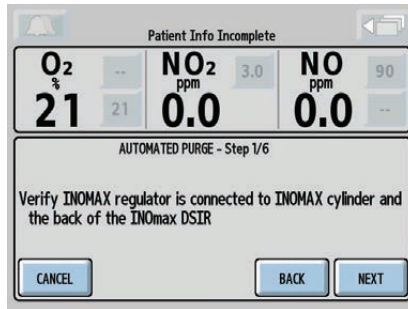 Patient Info Incomplete
O2
%
--
21
21
NO2
ppm
3.0
0.0
NO
ppm
90
--
0.0
AUTOMATED PURGE - Step 1/6
Verify INOMAX regulator is connected to INOMAX cylinder and
the back of the INOmax DSIR
CANCEL
BACK
NEXT